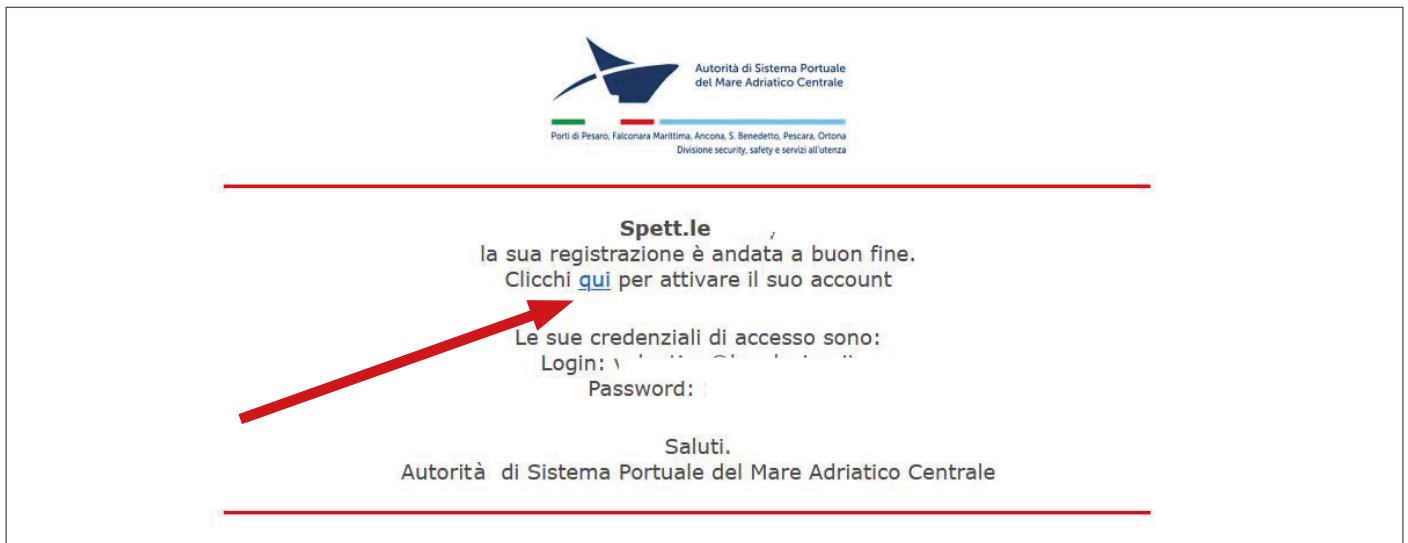 Autorità di Sistema Portuale
del Mare Adriatico Centrale
Porti di Pesaro, Falconara Marittima, Ancona, S. Benedetto, Pescara, Ortona
Divisione security, safety e servizi all'utenza
Spett.le ,
la sua registrazione è andata a buon fine.
Clicchi qui per attivare il suo account
Le sue credenziali di accesso sono:
Login:
Password:
Saluti.
Autorità di Sistema Portuale del Mare Adriatico Centrale